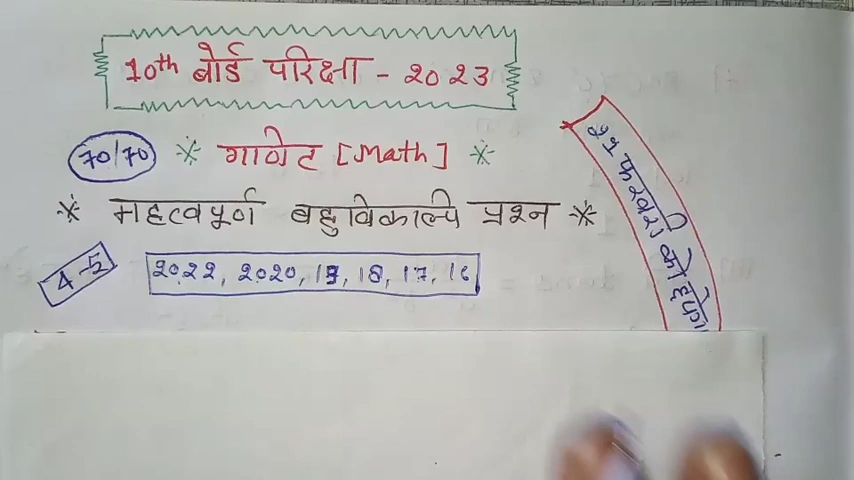 10th बोर्ड परिक्षा - 2023
70/70
गणित [Math]
महत्वपूर्ण बहुविकल्पि प्रश्न
4-5
2022, 2020, 19, 18, 17, 16
21 फरवरी को होगा